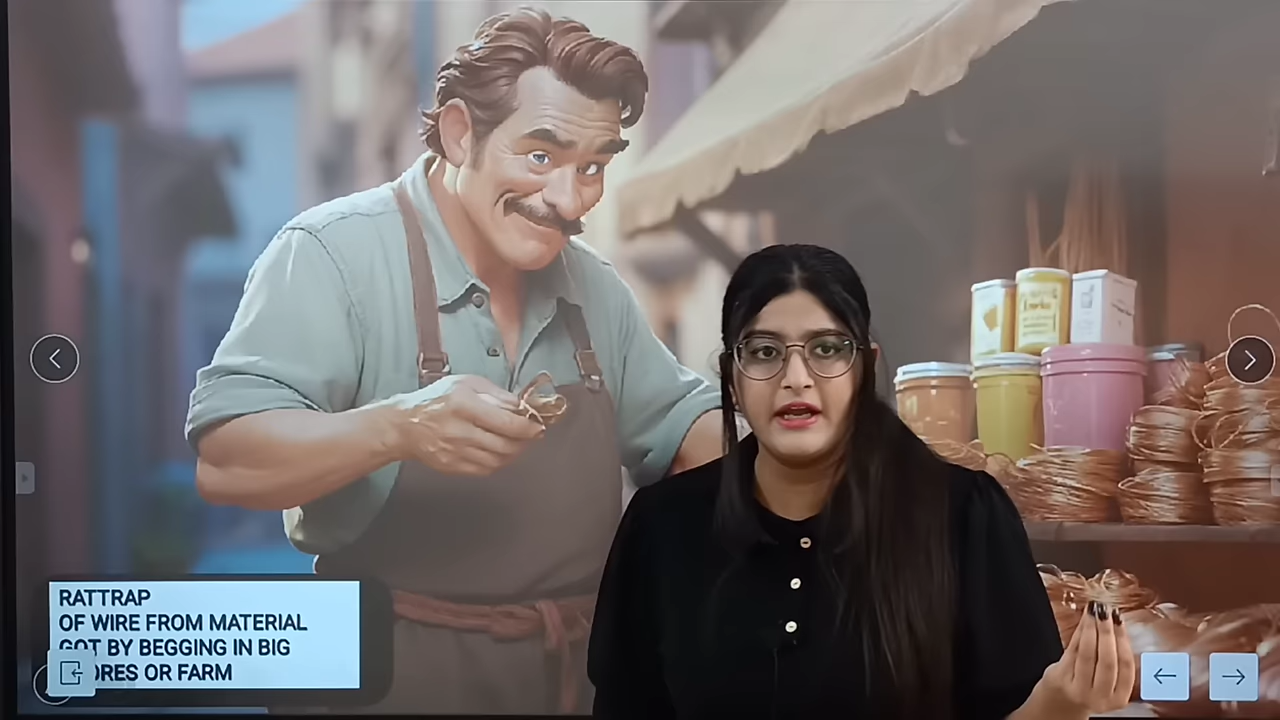 RATTRAP
OF WIRE FROM MATERIAL
GOT BY BEGGING IN BIG
ORES OR FARM